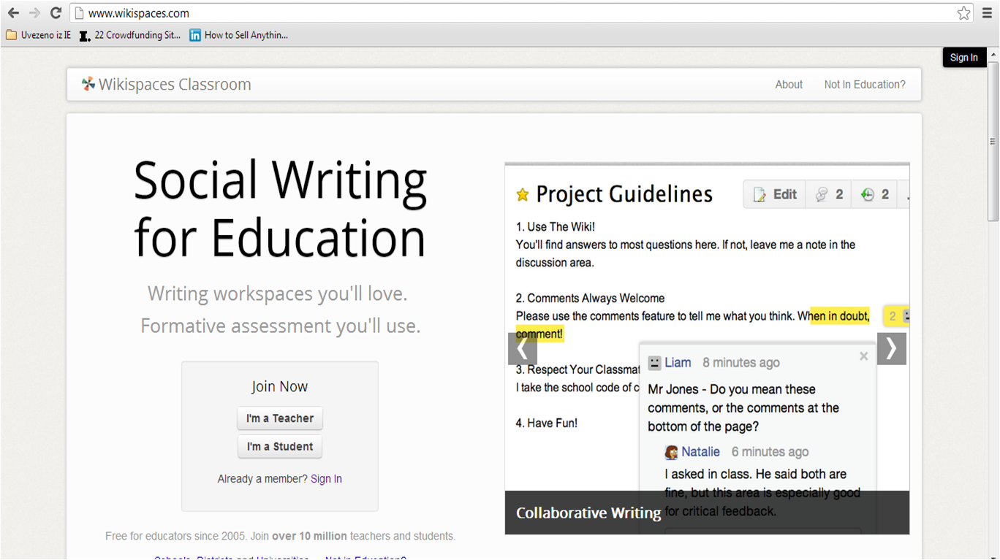 www.wikispaces.com
Uvezeno iz IE
22 Crowdfunding Sit...
How to Sell Anythin...
Sign In
Wikispaces Classroom
About
Not In Education?
Social Writing
for Education
Writing workspaces you'll love.
Formative assessment you'll use.
Join Now
I'm a Teacher
I'm a Student
Already a member? Sign In
Free for educators since 2005. Join over 10 million teachers and students.
Schools, Districts and Universities
Not in Education?
Project Guidelines
Edit
2
2
1. Use The Wiki!
You'll find answers to most questions here. If not, leave me a note in the
discussion area.
2. Comments Always Welcome
Please use the comments feature to tell me what you think. When in doubt,
comment!
2
3. Respect Your Classmat
I take the school code of c
4. Have Fun!
Liam 8 minutes ago
Mr Jones - Do you mean these
comments, or the comments at the
bottom of the page?
Natalie 6 minutes ago
I asked in class. He said both are
fine, but this area is especially good
for critical feedback.
Collaborative Writing